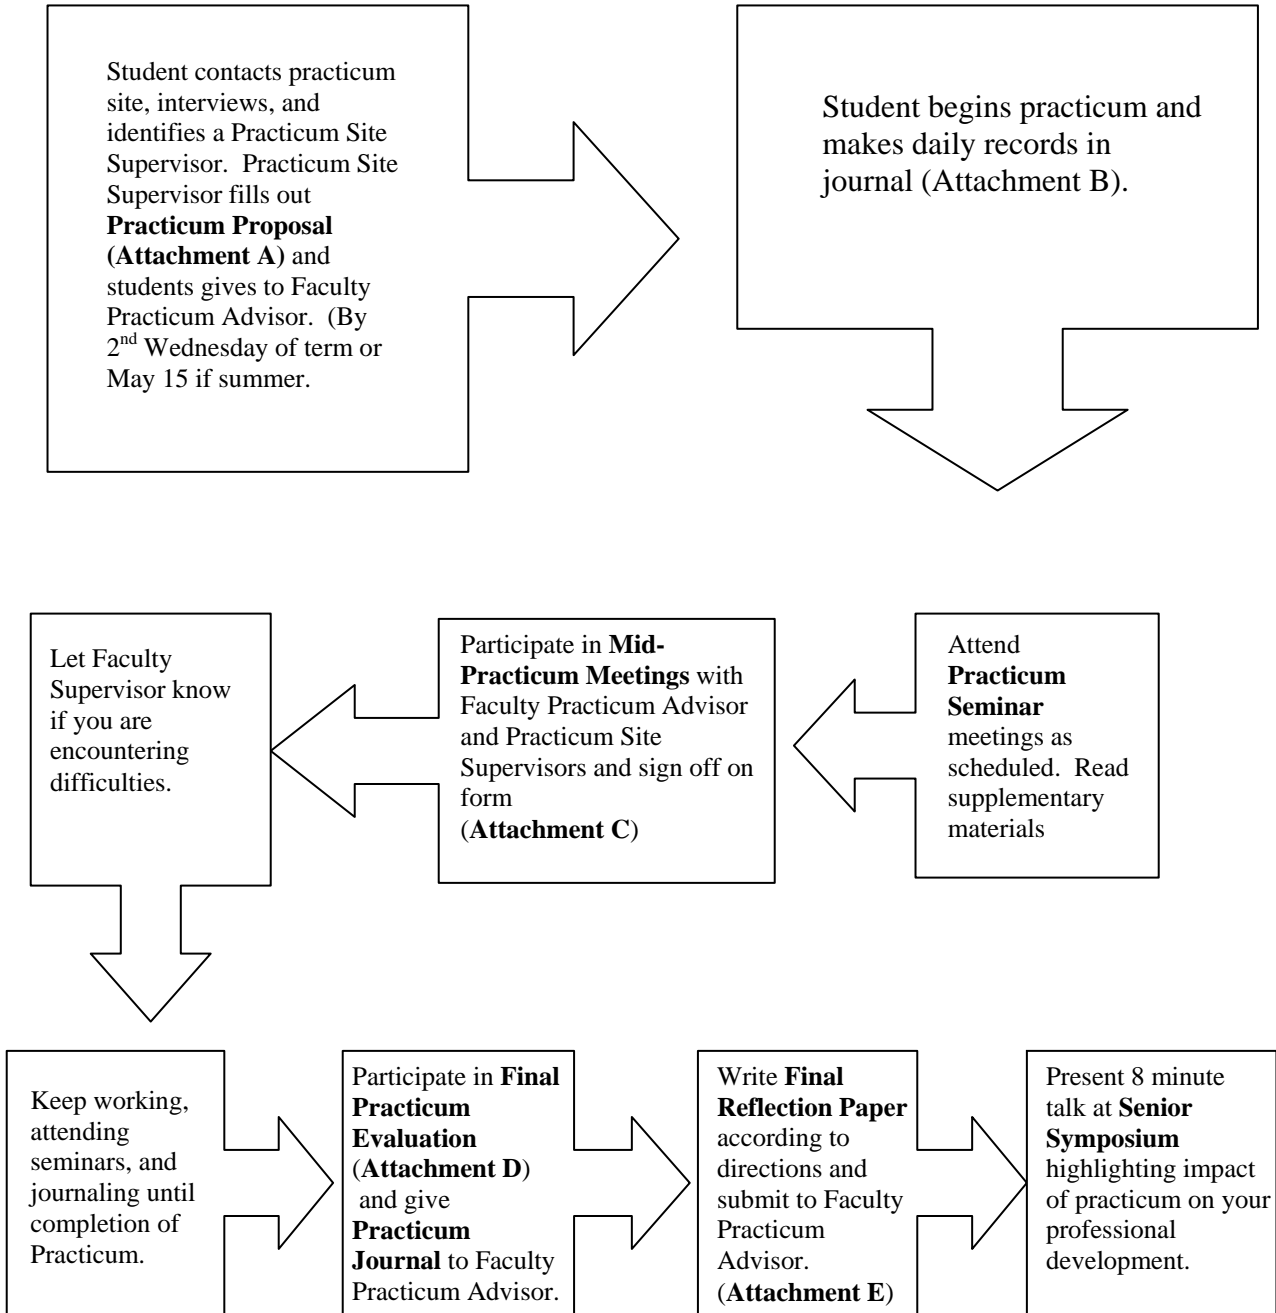 Student contacts practicum
site, interviews, and
identifies a Practicum Site
Supervisor.  Practicum Site
Supervisor fills out
Practicum Proposal
(Attachment A) and
students gives to Faculty
Practicum Advisor.  (By
2nd Wednesday of term or
May 15 if summer.
Student begins practicum and
makes daily records in
journal (Attachment B).
Attend
Practicum
Seminar
meetings as
scheduled.  Read
supplementary
materials
Participate in Mid-
Practicum Meetings with
Faculty Practicum Advisor
and Practicum Site
Supervisors and sign off on
form
(Attachment C)
Let Faculty
Supervisor know
if you are
encountering
difficulties.
Keep working,
attending
seminars, and
journaling until
completion of
Practicum.
Participate in Final
Practicum
Evaluation
(Attachment D)
and give
Practicum
Journal to Faculty
Practicum Advisor.
Write Final
Reflection Paper
according to
directions and
submit to Faculty
Practicum
Advisor.
(Attachment E)
Present 8 minute
talk at Senior
Symposium
highlighting impact
of practicum on your
professional
development.